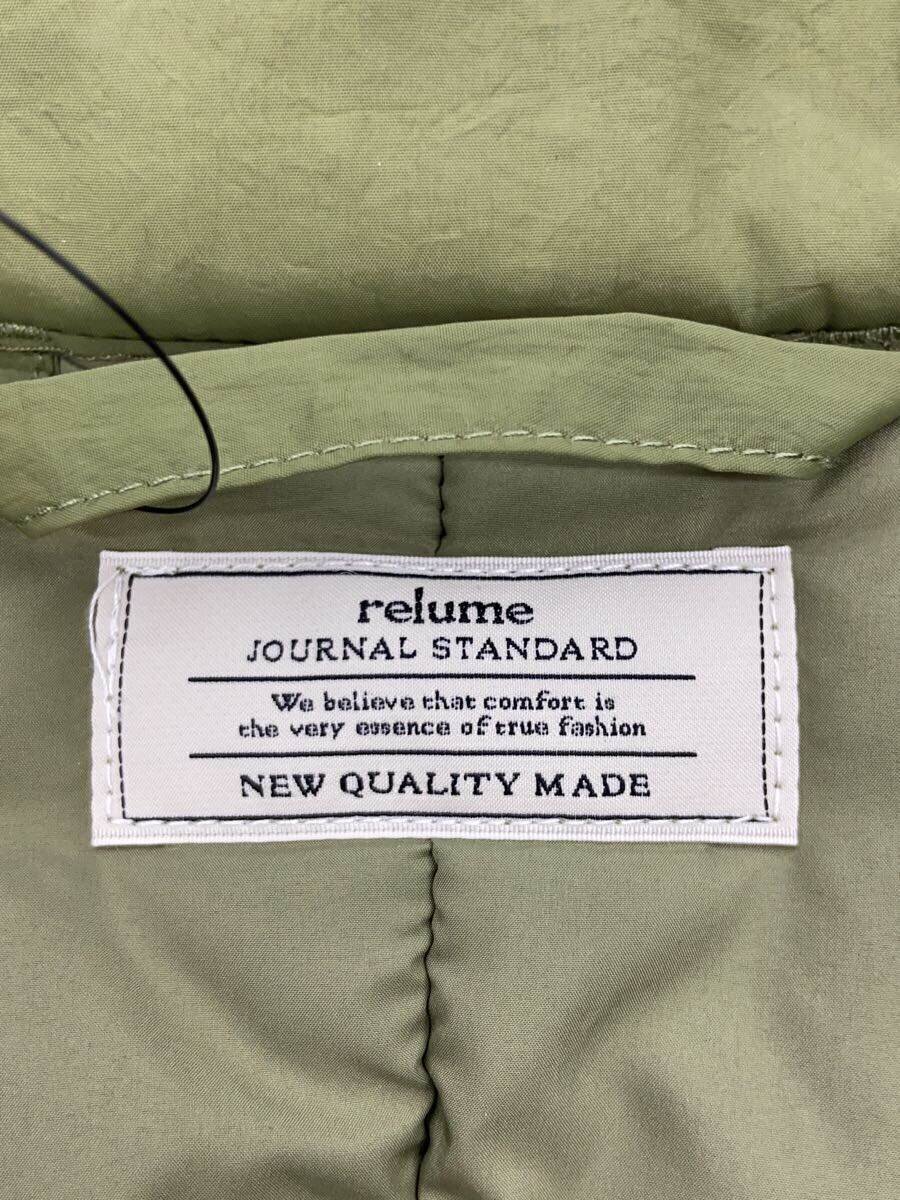 relume
JOURNAL STANDARD
We believe that comfort is
the very essence of true fashion
NEW QUALITY MADE